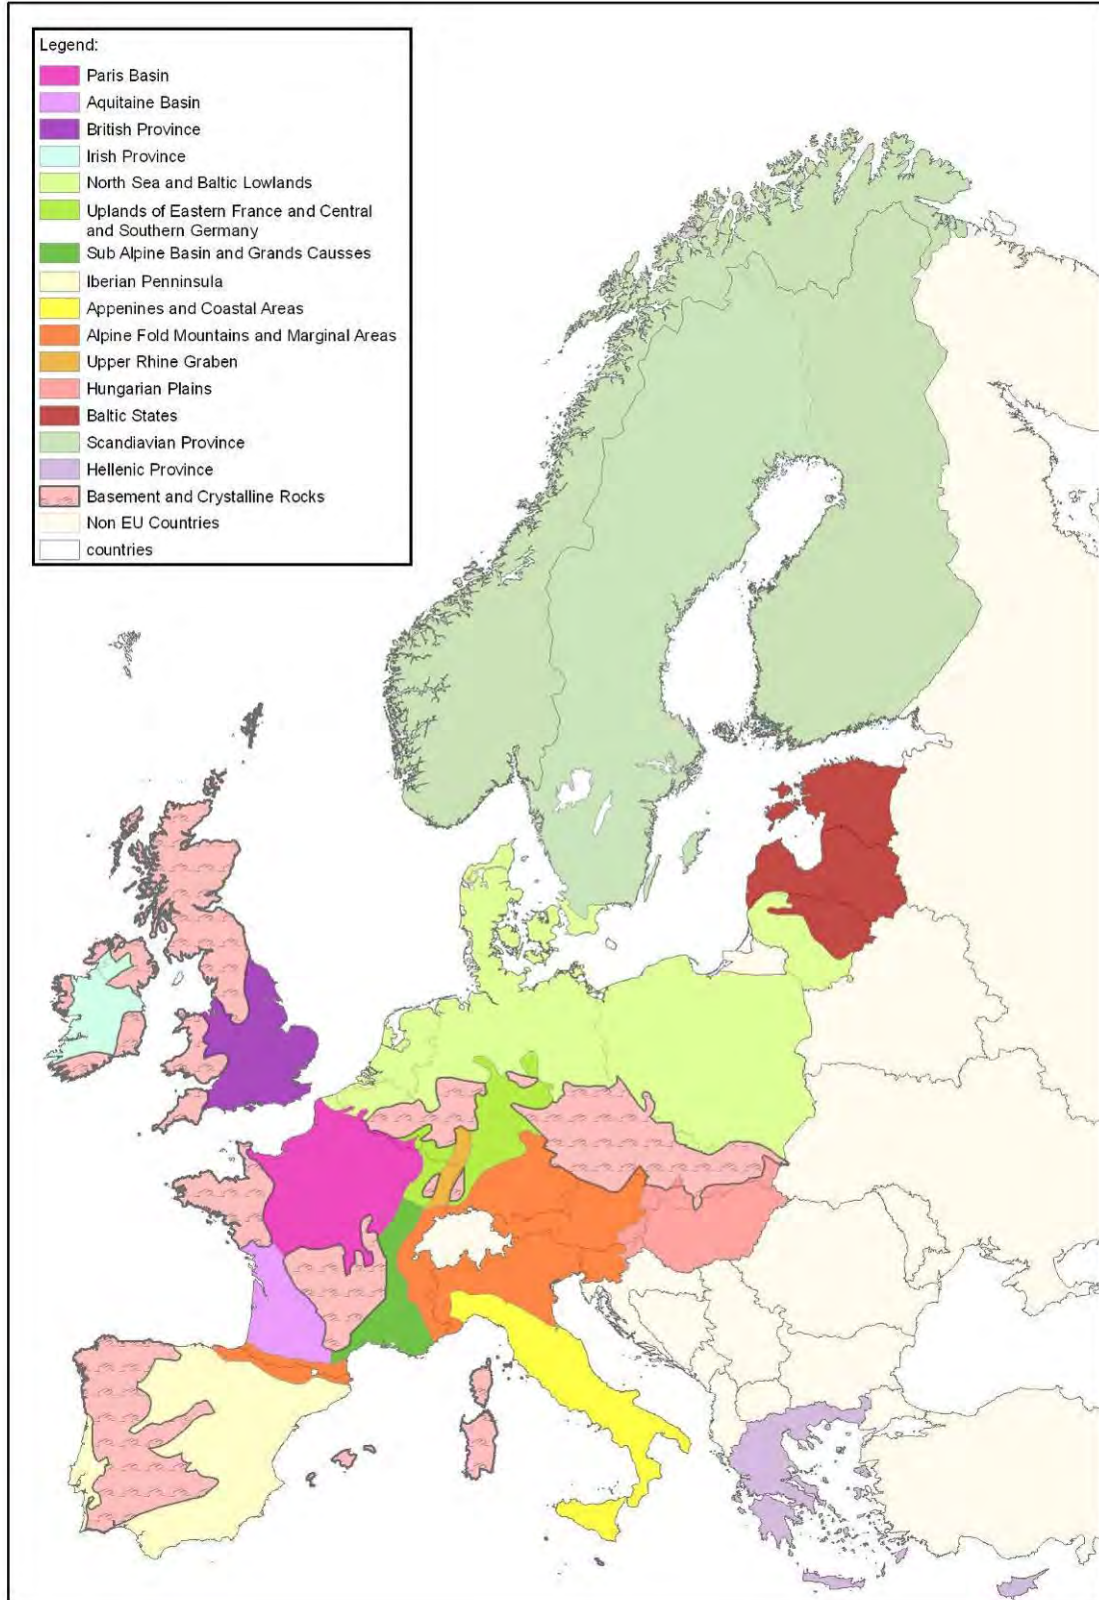 Legend:
Paris Basin
Aquitaine Basin
British Province
Irish Province
North Sea and Baltic Lowlands
Uplands of Eastern France and Central
and Southern Germany
Sub Alpine Basin and Grands Causses
Iberian Penninsula
Appenines and Coastal Areas
Alpine Fold Mountains and Marginal Areas
Upper Rhine Graben
Hungarian Plains
Baltic States
Scandiavian Province
Hellenic Province
Basement and Crystalline Rocks
Non EU Countries
countries